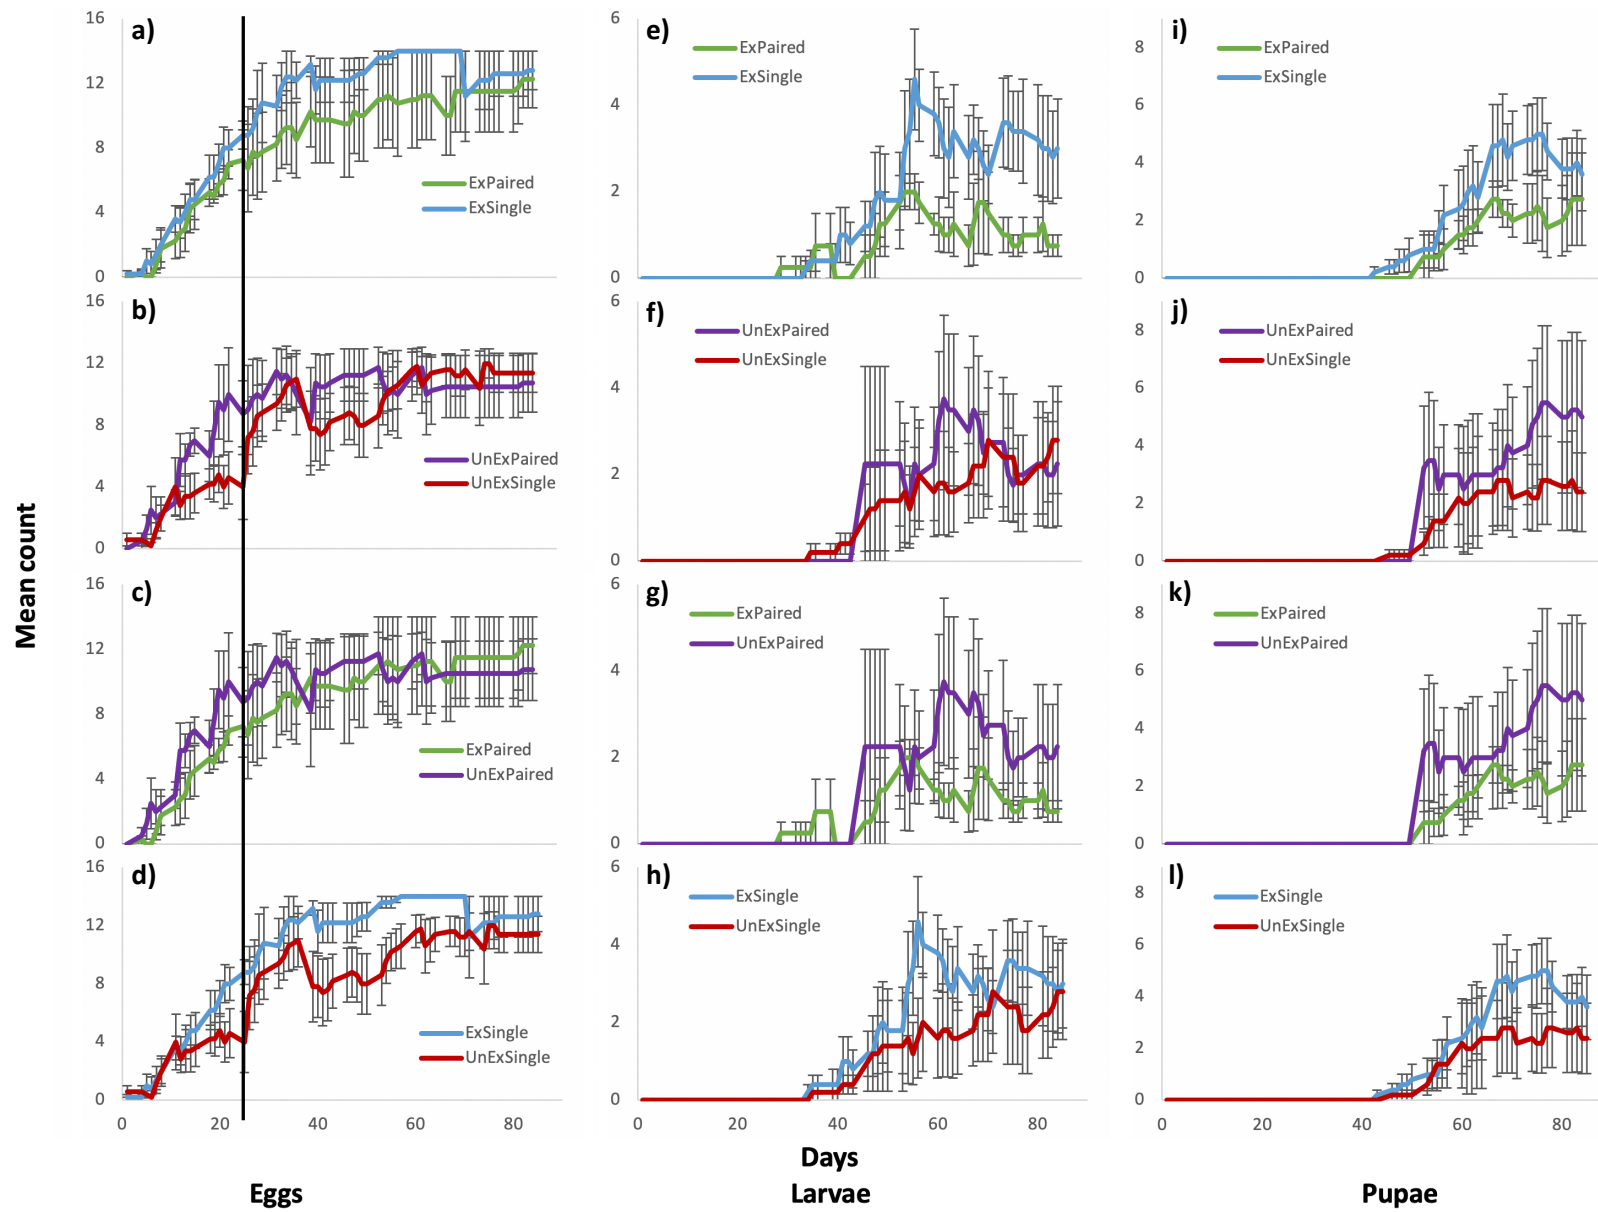 a)
16
12
8
4
0
ExPaired
ExSingle
e)
6
4
2
0
ExPaired
ExSingle
i)
8
6
4
2
0
ExPaired
ExSingle
b)
16
12
8
4
0
UnExPaired
UnExSingle
f)
6
4
2
0
UnExPaired
UnExSingle
j)
8
6
4
2
0
UnExPaired
UnExSingle
Mean count
c)
16
12
8
4
0
ExPaired
UnExPaired
g)
6
4
2
0
ExPaired
UnExPaired
k)
8
6
4
2
0
ExPaired
UnExPaired
d)
16
12
8
4
0
ExSingle
UnExSingle
0 20 40 60 80
h)
6
4
2
0
ExSingle
UnExSingle
0 20 40 60 80
l)
8
6
4
2
0
ExSingle
UnExSingle
0 20 40 60 80
Days
Eggs
Larvae
Pupae